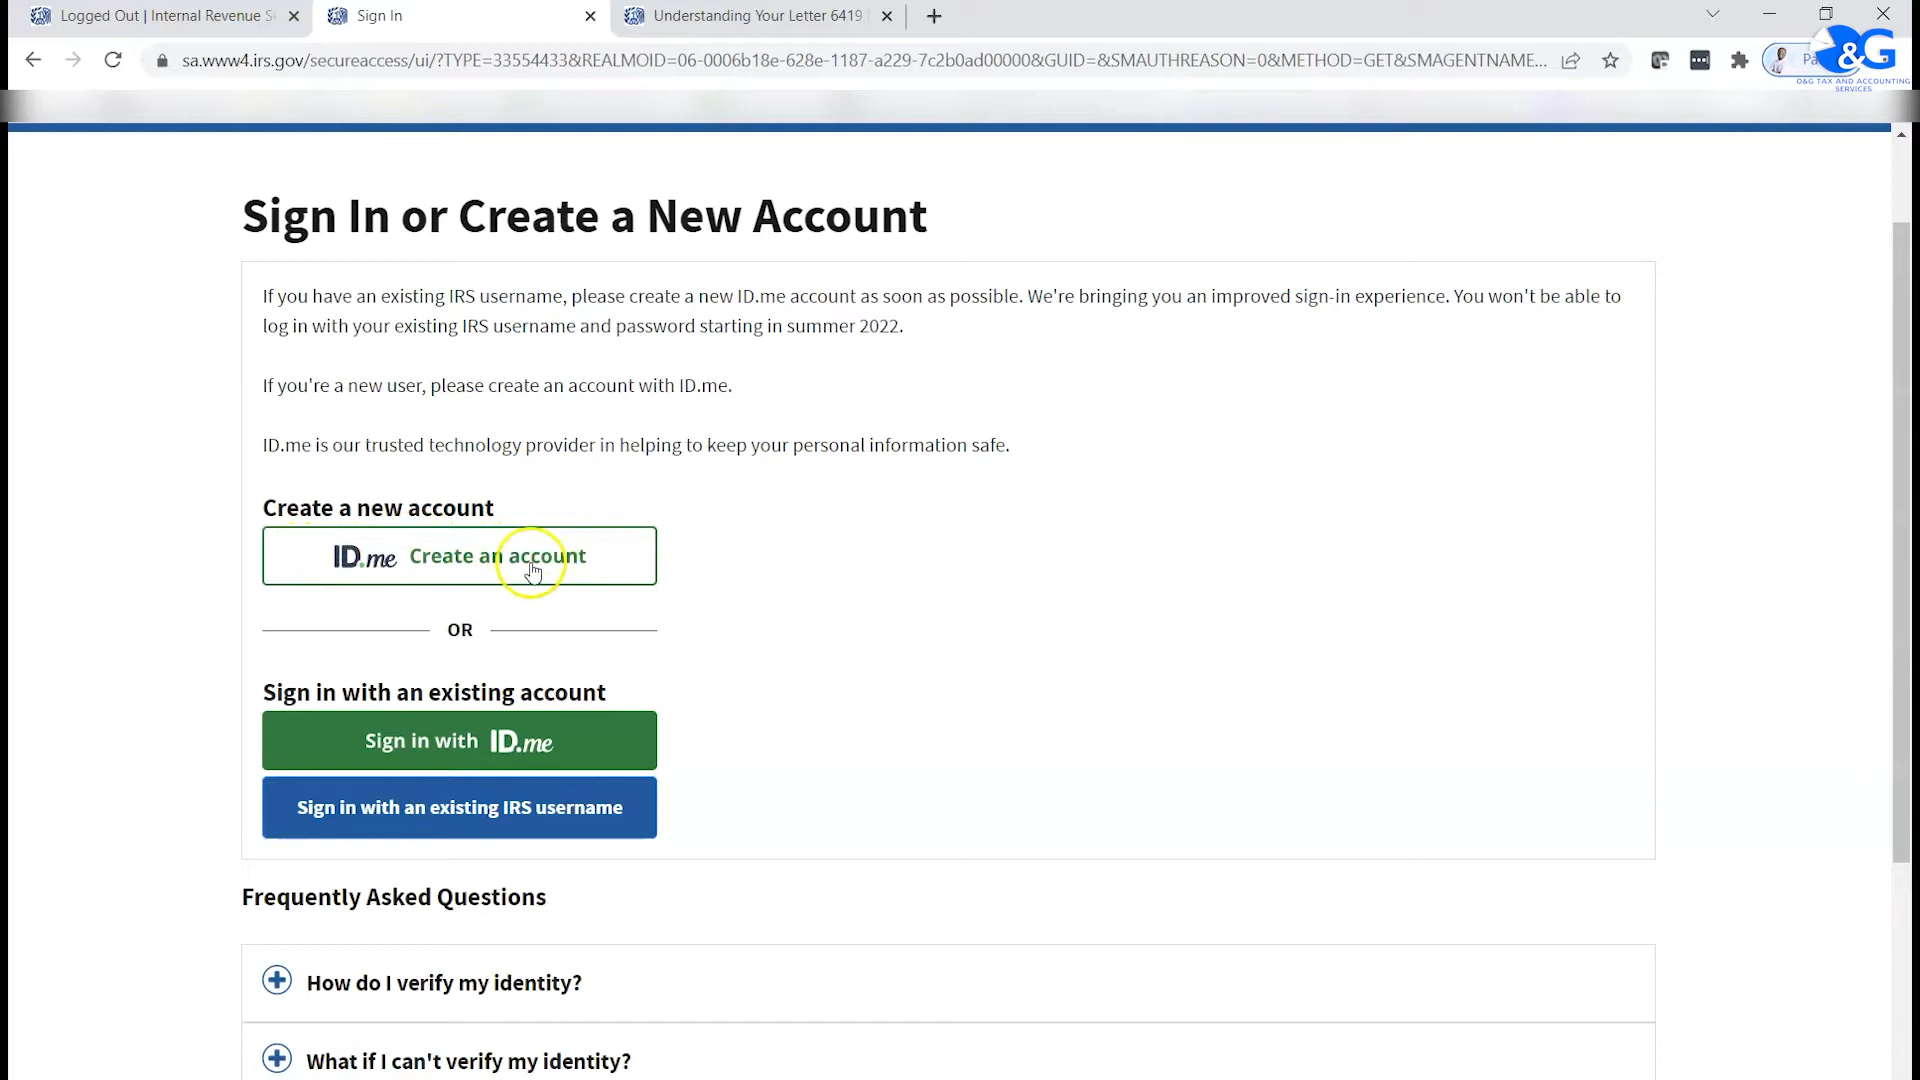 Logged Out | Internal Revenue S
Sign In
Understanding Your Letter 6419
sa.www4.irs.gov/secureaccess/ui/?TYPE=33554433&REALMOID=06-0006b18e-628e-1187-a229-7c2b0ad00000&GUID=&SMAUTHREASON=0&METHOD=GET&SMAGENTNAME...
&G
O&G TAX AND ACCOUNTING
SERVICES
Sign In or Create a New Account
If you have an existing IRS username, please create a new ID.me account as soon as possible. We're bringing you an improved sign-in experience. You won't be able to
log in with your existing IRS username and password starting in summer 2022.
If you're a new user, please create an account with ID.me.
ID.me is our trusted technology provider in helping to keep your personal information safe.
Create a new account
ID.me Create an account
OR
Sign in with an existing account
Sign in with ID.me
Sign in with an existing IRS username
Frequently Asked Questions
How do I verify my identity?
What if I can't verify my identity?